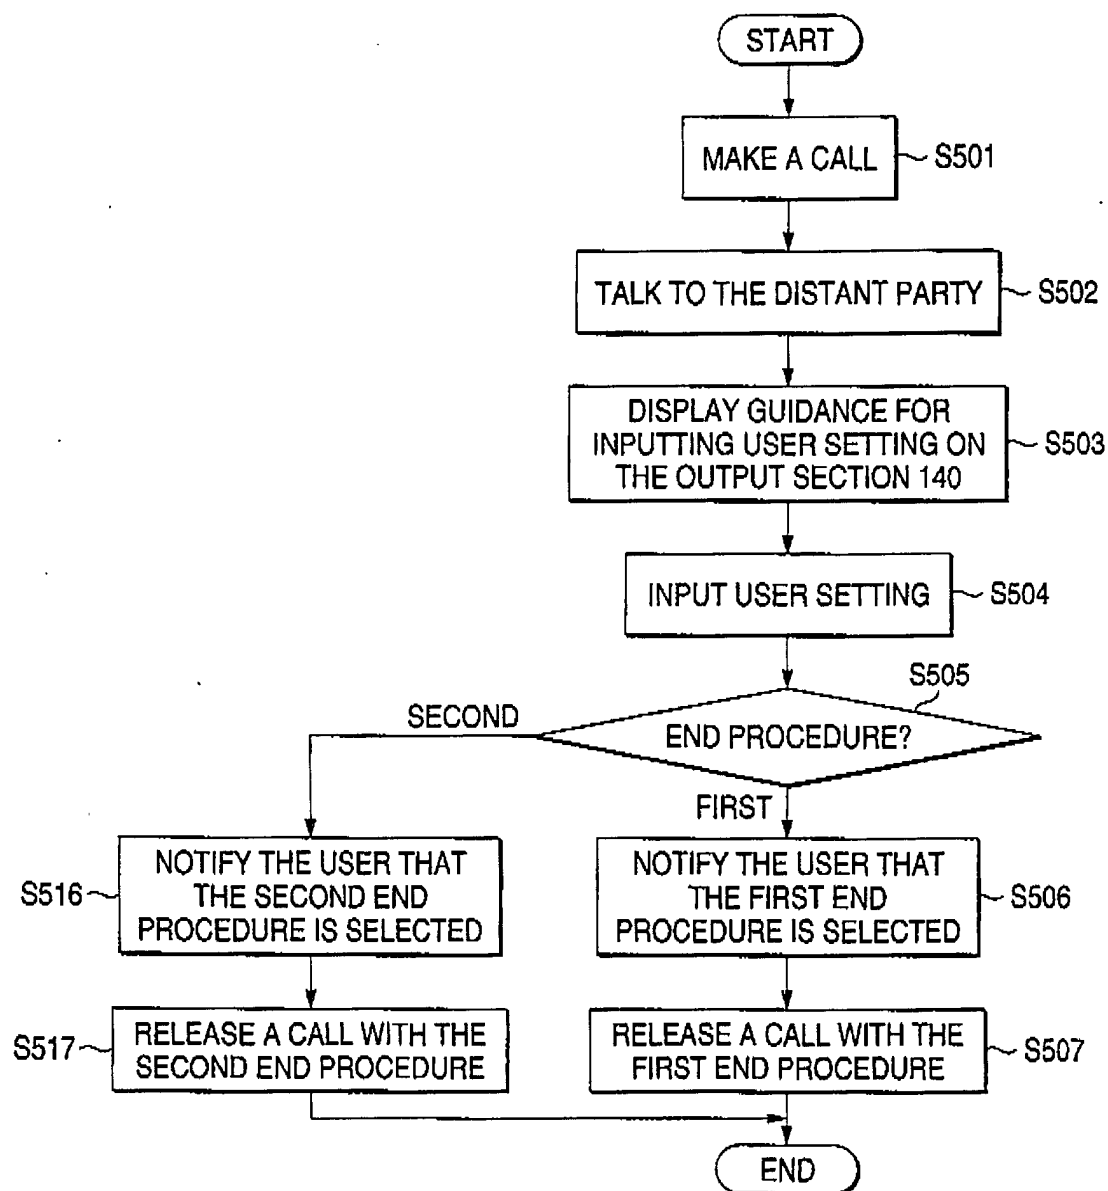 START
MAKE A CALL
S501
TALK TO THE DISTANT PARTY
S502
DISPLAY GUIDANCE FOR
INPUTTING USER SETTING ON
THE OUTPUT SECTION 140
S503
INPUT USER SETTING
S504
S505
END PROCEDURE?
SECOND
FIRST
NOTIFY THE USER THAT
THE SECOND END
PROCEDURE IS SELECTED
S516
NOTIFY THE USER THAT
THE FIRST END
PROCEDURE IS SELECTED
S506
RELEASE A CALL WITH THE
SECOND END PROCEDURE
S517
RELEASE A CALL WITH THE
FIRST END PROCEDURE
S507
END